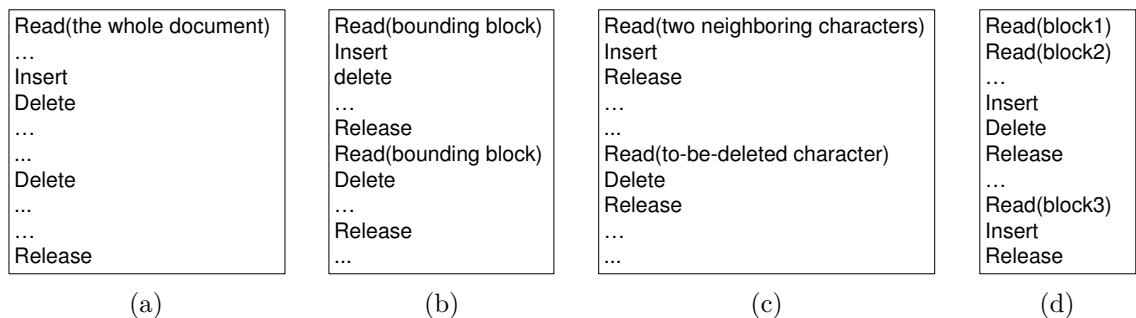 Read(the whole document)
…
Insert
Delete
…
...
Delete
...
…
Release
(a)
Read(bounding block)
Insert
delete
…
Release
Read(bounding block)
Delete
…
Release
...
(b)
Read(two neighboring characters)
Insert
Release
…
...
Read(to-be-deleted character)
Delete
Release
…
...
(c)
Read(block1)
Read(block2)
…
Insert
Delete
Release
…
Read(block3)
Insert
Release
(d)